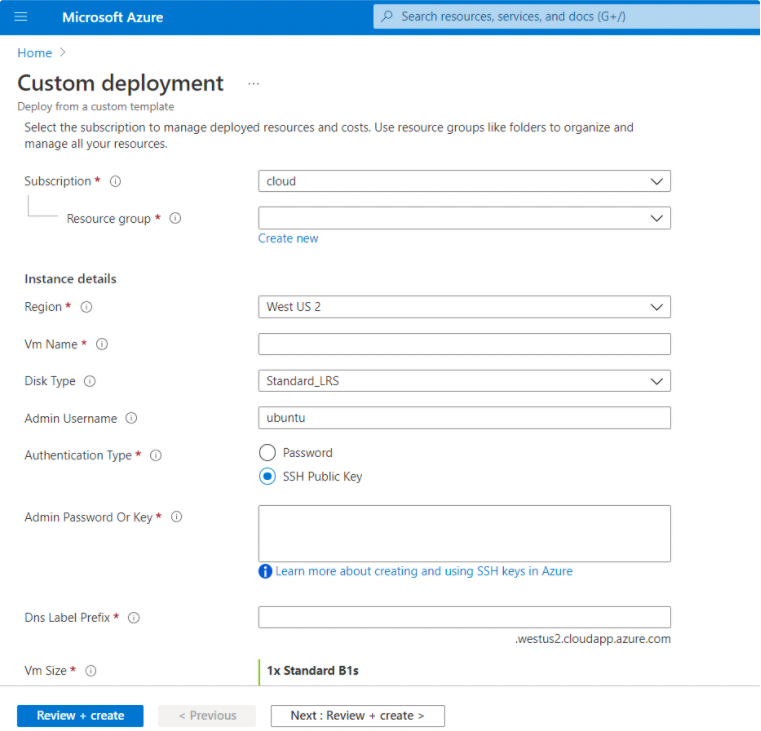 Microsoft Azure
Search resources, services, and docs (G+/)
Home >
Custom deployment ...
Deploy from a custom template
Select the subscription to manage deployed resources and costs. Use resource groups like folders to organize and
manage all your resources.
Subscription *
cloud
Resource group *
Create new
Instance details
Region *
West US 2
Vm Name *
Disk Type
Standard_LRS
Admin Username
ubuntu
Authentication Type *
Password
SSH Public Key
Admin Password Or Key *
Learn more about creating and using SSH keys in Azure
Dns Label Prefix *
.westus2.cloudapp.azure.com
Vm Size *
1x Standard B1s
Review + create
< Previous
Next : Review + create >